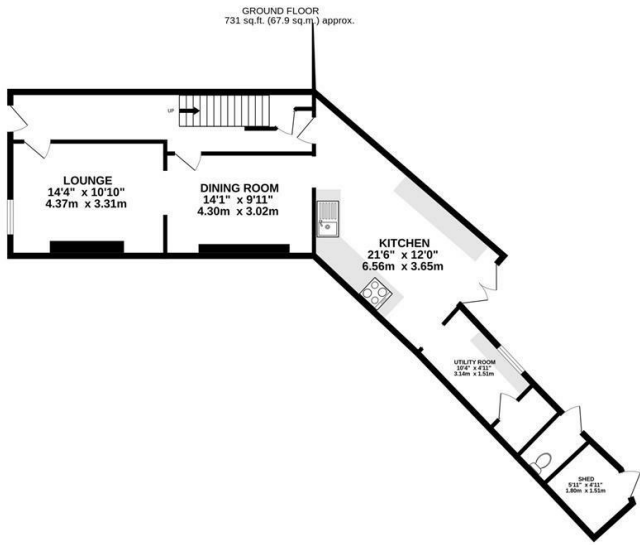 GROUND FLOOR
731 sq.ft. (67.9 sq.m.) approx.
UP
LOUNGE
14'4" x 10'10"
4.37m x 3.31m
DINING ROOM
14'1" x 9'11"
4.30m x 3.02m
KITCHEN
21'6" x 12'0"
6.56m x 3.65m
UTILITY ROOM
10'4" x 4'11"
3.14m x 1.51m
SHED
5'11" x 4'11"
1.80m x 1.51m